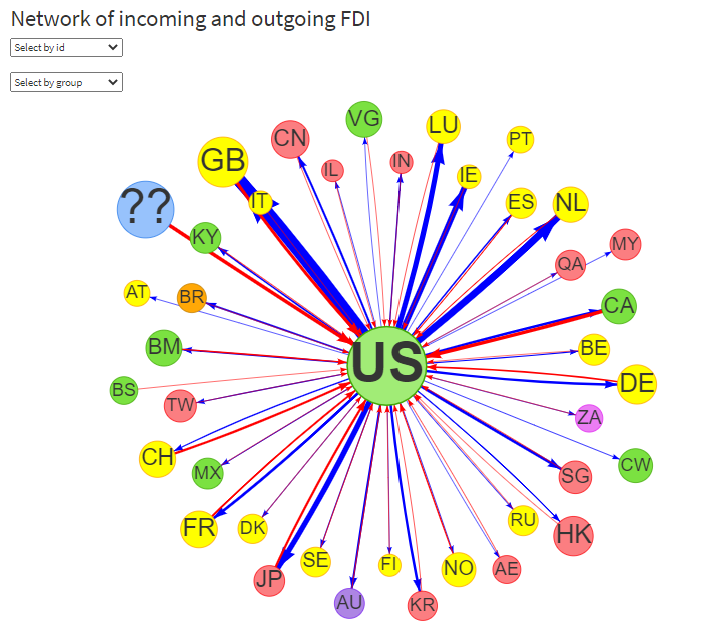 Network of incoming and outgoing FDI
Select by id
Select by group
VG
LU
CN
PT
GB
IL
IN
IE
IT
ES
NL
??
KY
MY
QA
AT
BR
CA
BM
BE
US
DE
BS
TW
ZA
CH
MX
CW
SG
FR
DK
RU
HK
SE
FI
NO
AE
JP
AU
KR